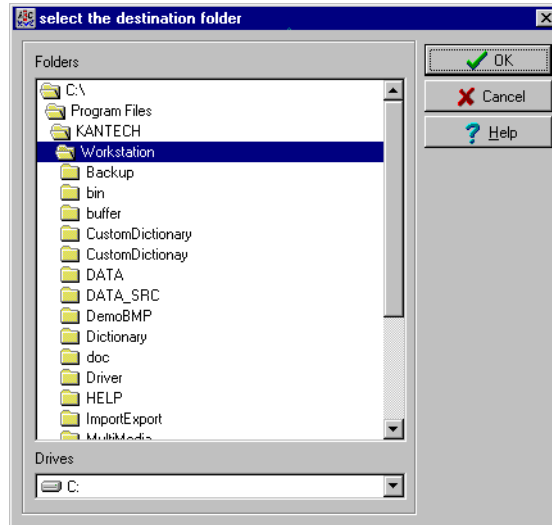 select the destination folder
Folders
C:\
Program Files
KANTECH
Workstation
Backup
bin
buffer
CustomDictionary
CustomDictionay
DATA
DATA_SRC
DemoBMP
Dictionary
doc
Driver
HELP
ImportExport
MultiMedia
Drives
C:
OK
Cancel
Help